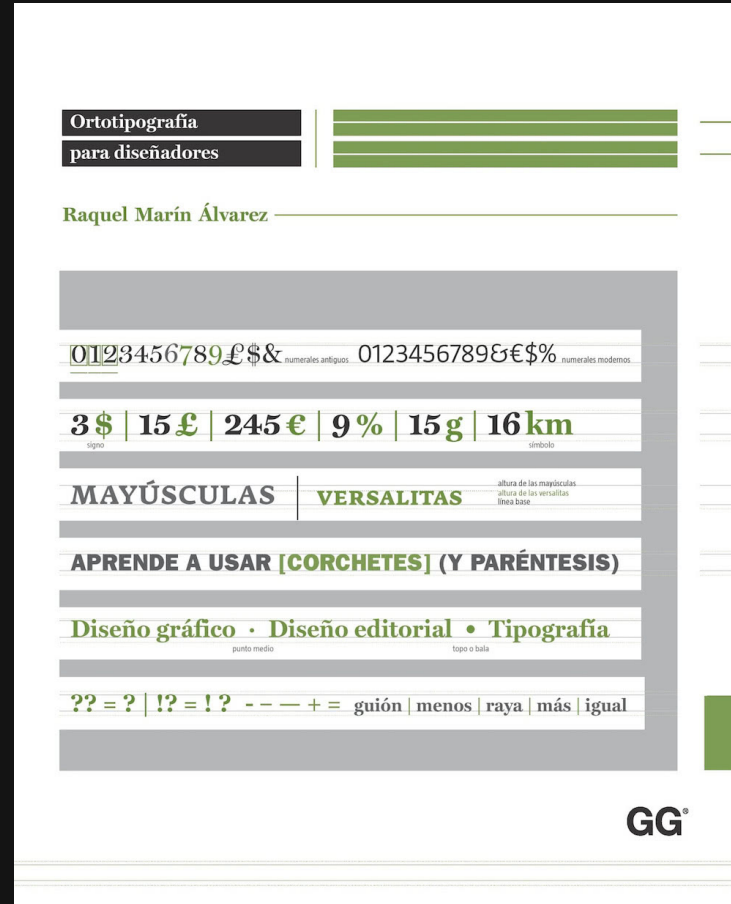 Ortotipografía
para diseñadores
Raquel Marín Álvarez
0123456789£$& numerales antiguos 0123456789&€$% numerales modernos
3 $ | 15 £ | 245 € | 9 % | 15 g | 16 km
signo símbolo
MAYÚSCULAS | VERSALITAS
altura de las mayúsculas
altura de las versalitas
línea base
APRENDE A USAR [CORCHETES] (Y PARÉNTESIS)
Diseño gráfico · Diseño editorial • Tipografía
punto medio topo o bala
?? = ? | !? = ! ? - − — + = guión | menos | raya | más | igual
GG®